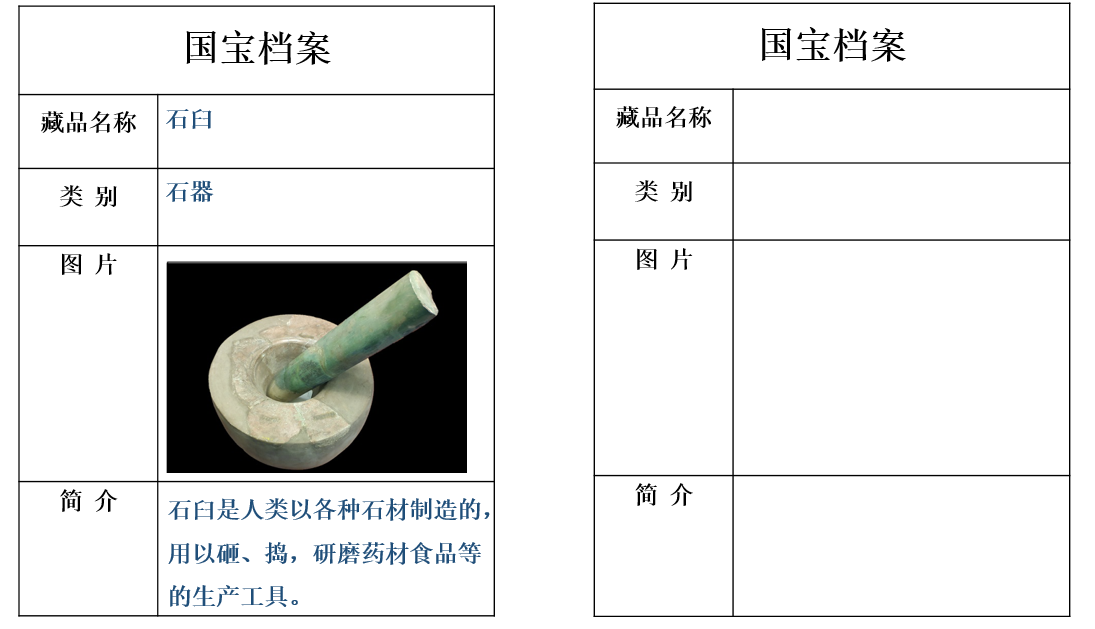 国宝档案
藏品名称 石臼
类 别 石器
图 片
简 介 石臼是人类以各种石材制造的，
用以砸、捣，研磨药材食品等
的生产工具。
国宝档案
藏品名称
类 别
图 片
简 介